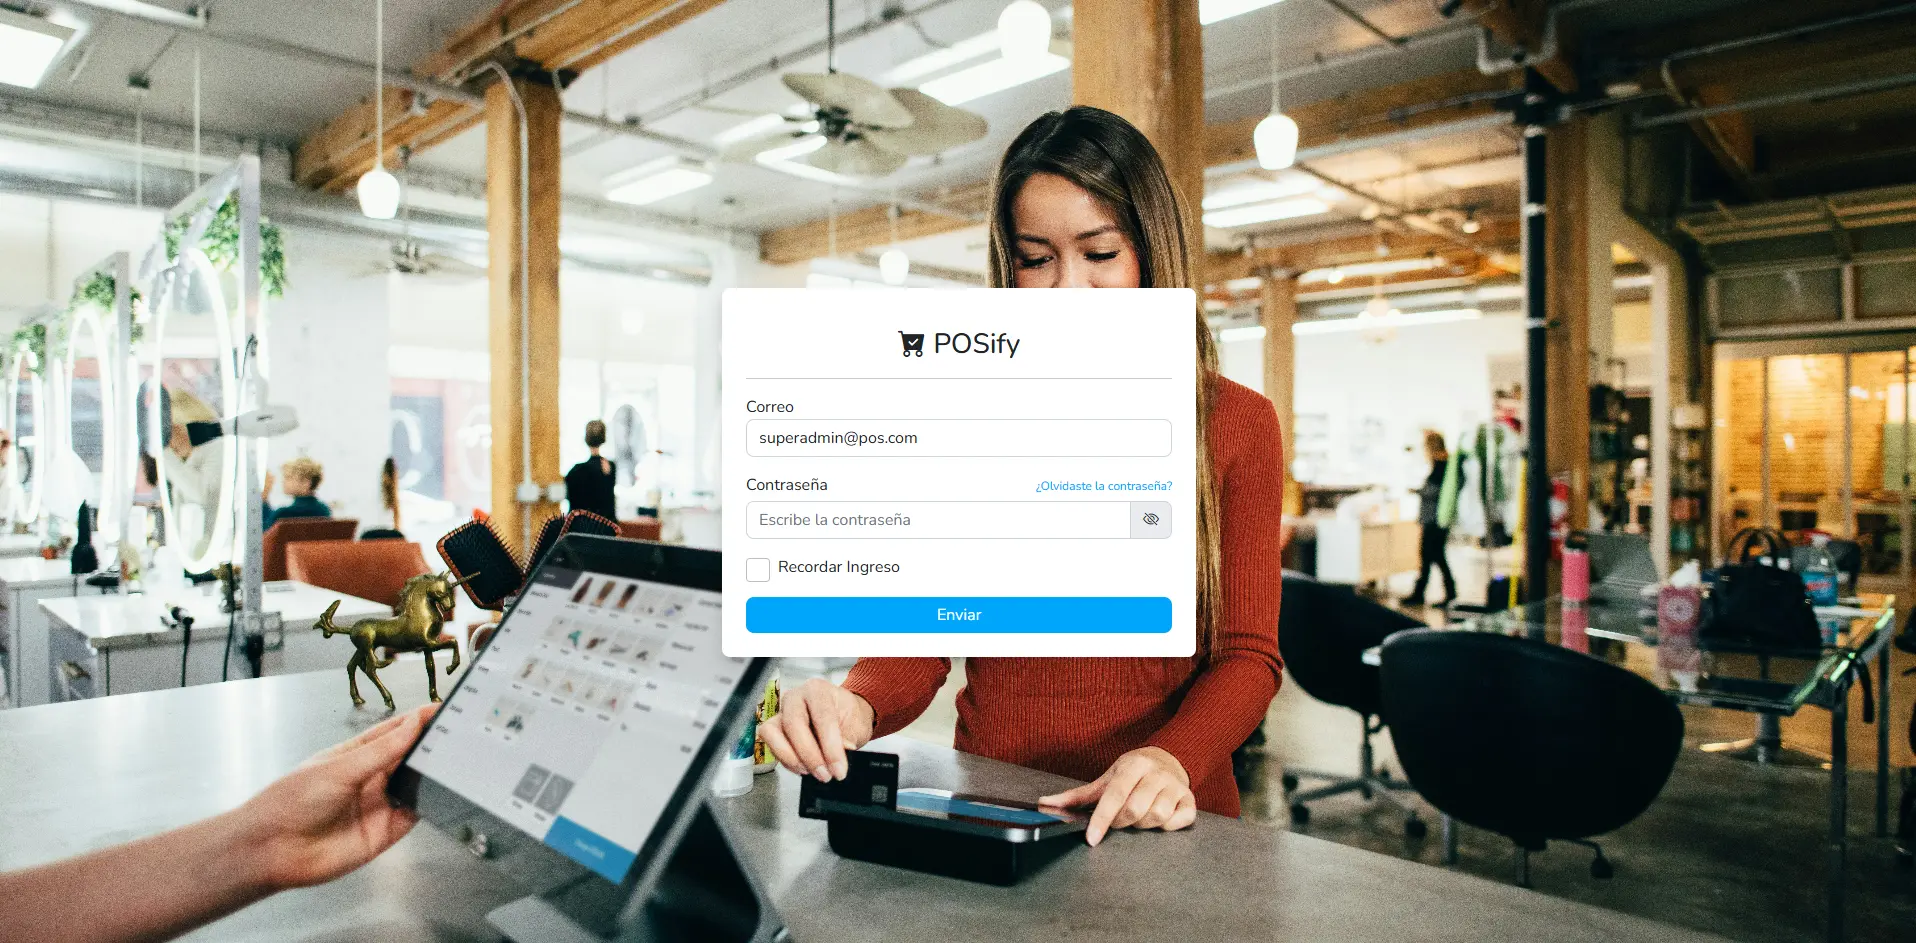 POSify
Correo
superadmin@pos.com
Contraseña
¿Olvidaste la contraseña?
Escribe la contraseña
Recordar Ingreso
Enviar